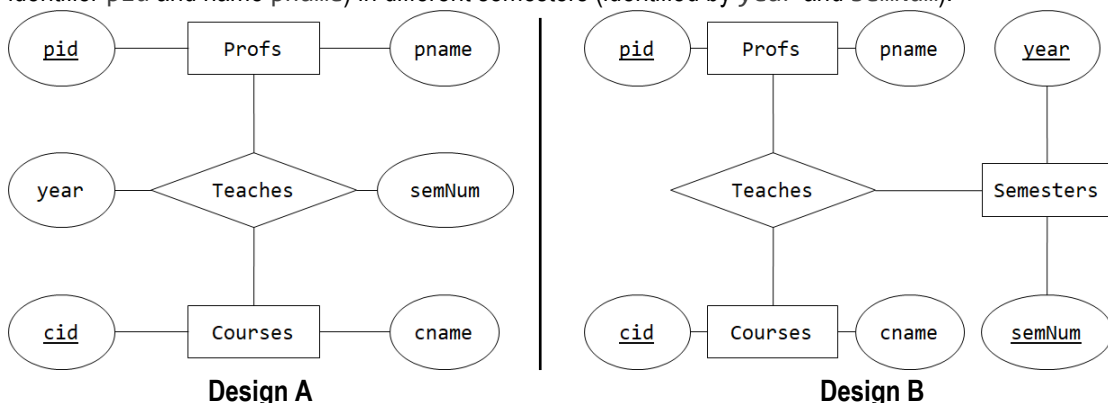 identifier pid and name pname) in different semesters (identified by year and semNum).
pid Profs pname
year Teaches semNum
cid Courses cname
Design A
pid Profs pname year
Teaches Semesters
cid Courses cname semNum
Design B